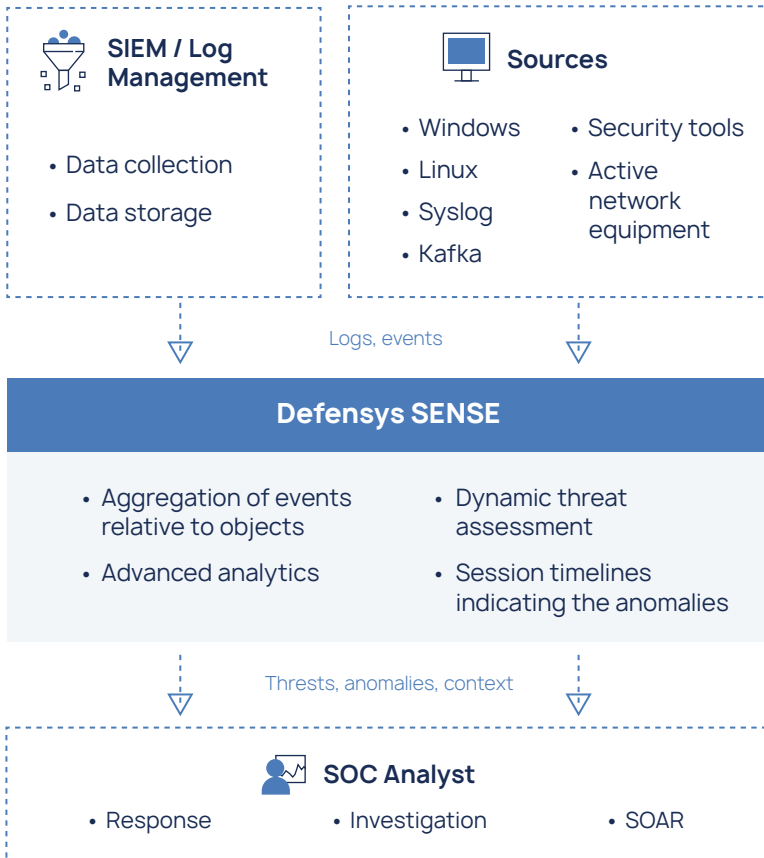 SIEM / Log
Management
• Data collection
• Data storage
Sources
• Windows
• Linux
• Syslog
• Kafka
• Security tools
• Active
network
equipment
Logs, events
Defensys SENSE
• Aggregation of events
relative to objects
• Advanced analytics
• Dynamic threat
assessment
• Session timelines
indicating the anomalies
Thrests, anomalies, context
SOC Analyst
• Response
• Investigation
• SOAR